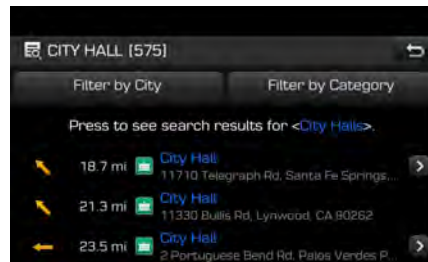 CITY HALL [575]
Filter by City Filter by Category
Press to see search results for <City Halls>.
18.7 mi City Hall
11710 Telegraph Rd, Santa Fe Springs,...
21.3 mi City Hall
11330 Bullis Rd, Lynwood, CA 90262
23.5 mi City Hall
2 Portuguese Bend Rd, Palos Verdes P...